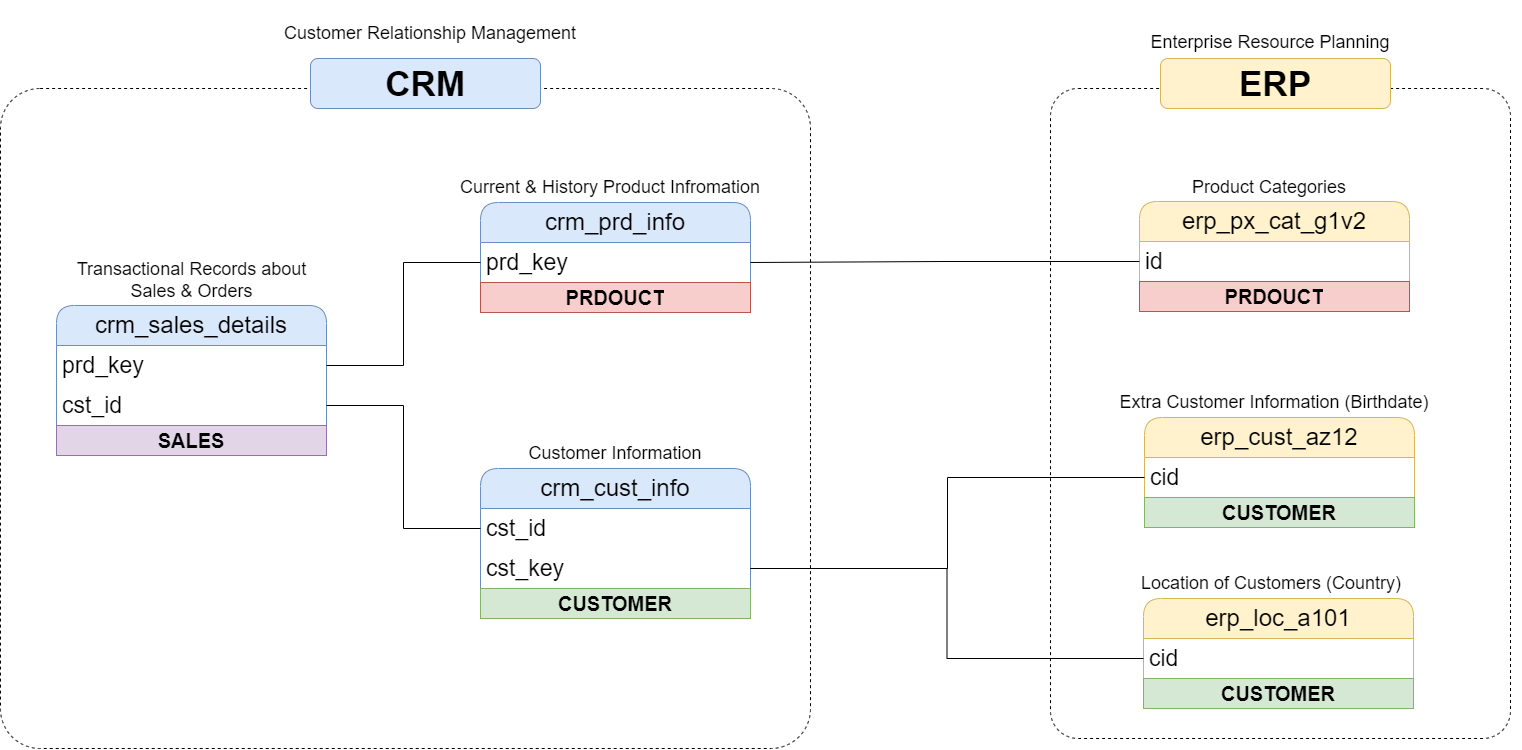 Customer Relationship Management
CRM
Enterprise Resource Planning
ERP
Transactional Records about
Sales & Orders
crm_sales_details
prd_key
cst_id
SALES
Current & History Product Infromation
crm_prd_info
prd_key
PRDOUCT
Customer Information
crm_cust_info
cst_id
cst_key
CUSTOMER
Product Categories
erp_px_cat_g1v2
id
PRDOUCT
Extra Customer Information (Birthdate)
erp_cust_az12
cid
CUSTOMER
Location of Customers (Country)
erp_loc_a101
cid
CUSTOMER